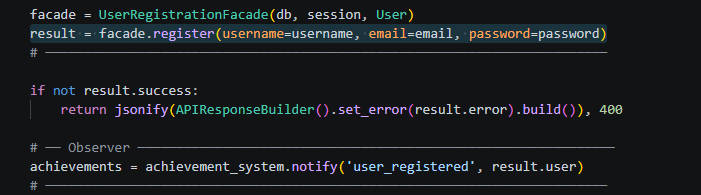 facade = UserRegistrationFacade(db, session, User)
result = facade.register(username=username, email=email, password=password)
# ──────────────────────────────────────────────────────────────────────
if not result.success:
    return jsonify(APIResponseBuilder().set_error(result.error).build()), 400
# ── Observer ───────────────────────────────────────────────────────────
achievements = achievement_system.notify('user_registered', result.user)
# ──────────────────────────────────────────────────────────────────────